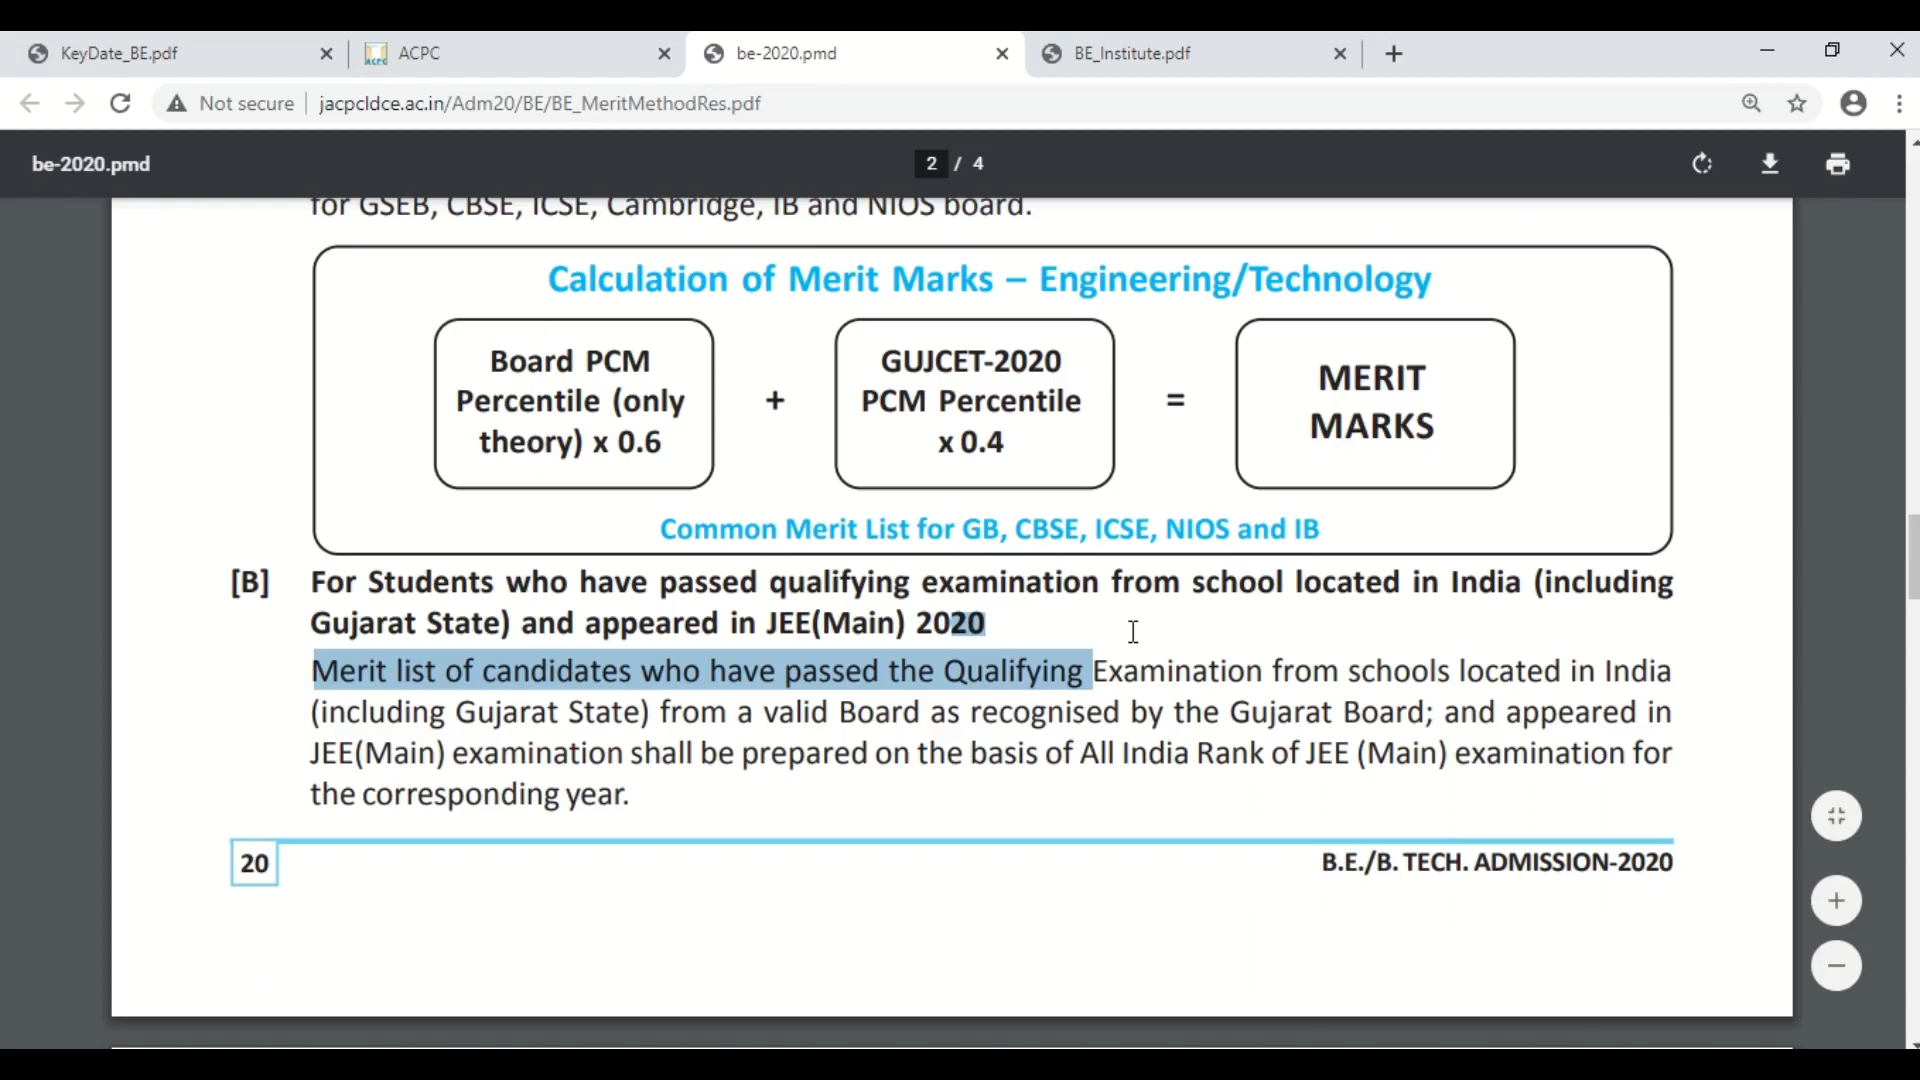 KeyDate_BE.pdf
ACPC
be-2020.pmd
BE_Institute.pdf
Not secure
jacpcldce.ac.in/Adm20/BE/BE_MeritMethodRes.pdf
be-2020.pmd
2 / 4
for GSEB, CBSE, ICSE, Cambridge, IB and NIOS board.
Calculation of Merit Marks – Engineering/Technology
Board PCM
Percentile (only
theory) x 0.6
+
GUJCET-2020
PCM Percentile
x 0.4
=
MERIT
MARKS
Common Merit List for GB, CBSE, ICSE, NIOS and IB
[B] For Students who have passed qualifying examination from school located in India (including
Gujarat State) and appeared in JEE(Main) 2020
Merit list of candidates who have passed the Qualifying Examination from schools located in India
(including Gujarat State) from a valid Board as recognised by the Gujarat Board; and appeared in
JEE(Main) examination shall be prepared on the basis of All India Rank of JEE (Main) examination for
the corresponding year.
20
B.E./B. TECH. ADMISSION-2020